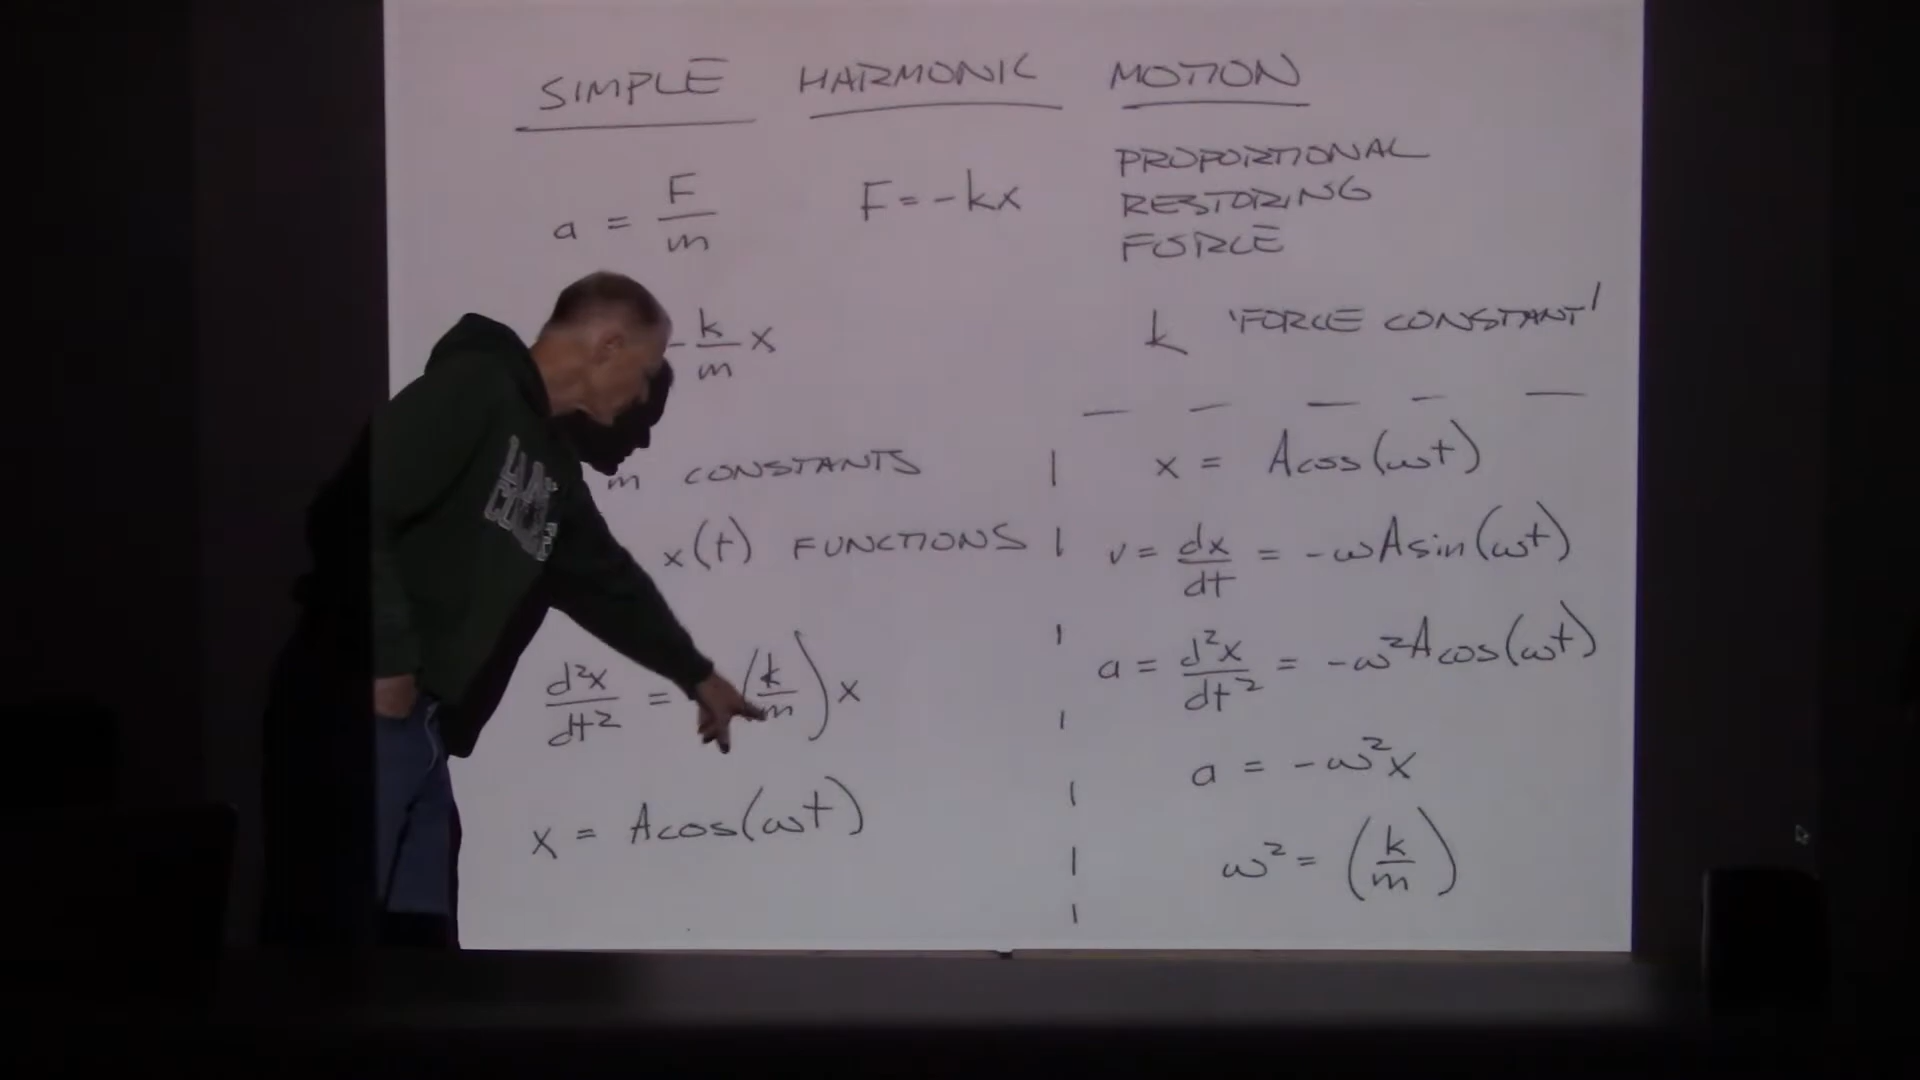 SIMPLE HARMONIC MOTION
a = F/m
F = -kx
PROPORTIONAL
RESTORING
FORCE
- k/m x
k 'FORCE CONSTANT'
m CONSTANTS
x(t) FUNCTIONS
d²x/dt² = (k/m) x
x = Acos(ωt)
x = Acos(ωt)
v = dx/dt = -ωAsin(ωt)
a = d²x/dt² = -ω²Acos(ωt)
a = -ω²x
ω² = (k/m)